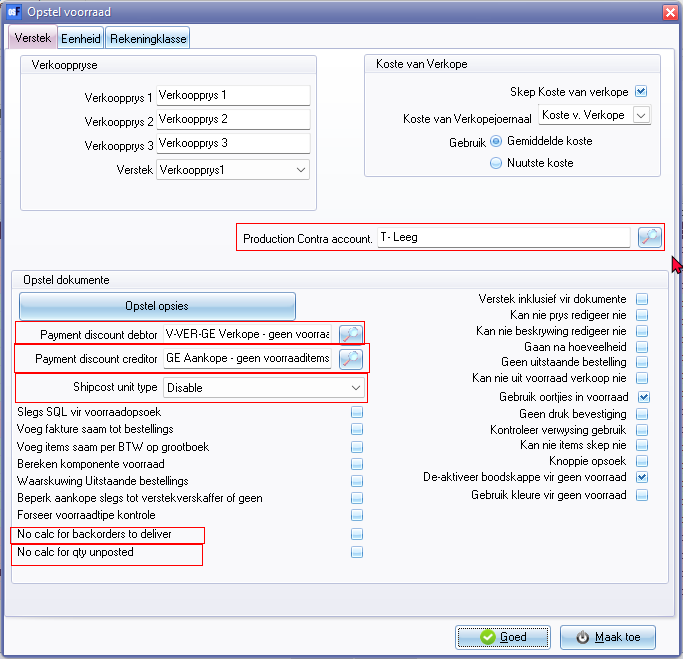 Opstel voorraad
Verstek
Eenheid
Rekeningklasse
Verkooppryse
Verkoopprys 1 Verkoopprys 1
Verkoopprys 2 Verkoopprys 2
Verkoopprys 3 Verkoopprys 3
Verstek Verkoopprys1
Koste van Verkope
Skep Koste van verkope
Koste van Verkopejoernaal Koste v. Verkope
Gebruik Gemiddelde koste
Nuutste koste
Production Contra account. T- Leeg
Opstel dokumente
Opstel opsies
Payment discount debtor V-VER-GE Verkope - geen voorraa
Payment discount creditor GE Aankope - geen voorraaditems
Shipcost unit type Disable
Slegs SQL vir voorraadopsoek
Voeg fakture saam tot bestellings
Voeg items saam per BTW op grootboek
Bereken komponente voorraad
Waarskuwing Uitstaande bestellings
Beperk aankope slegs tot verstekverskaffer of geen
Forseer voorraadtipe kontrole
No calc for backorders to deliver
No calc for qty unposted
Verstek inklusief vir dokumente
Kan nie prys redigeer nie
Kan nie beskrywing redigeer nie
Gaan na hoeveelheid
Geen uitstaande bestelling
Kan nie uit voorraad verkoop nie
Gebruik oortjies in voorraad
Geen druk bevestiging
Kontroleer verwysing gebruik
Kan nie items skep nie
Knoppie opsoek
De-aktiveer boodskappe vir geen voorraad
Gebruik kleure vir geen voorraad
Goed
Maak toe